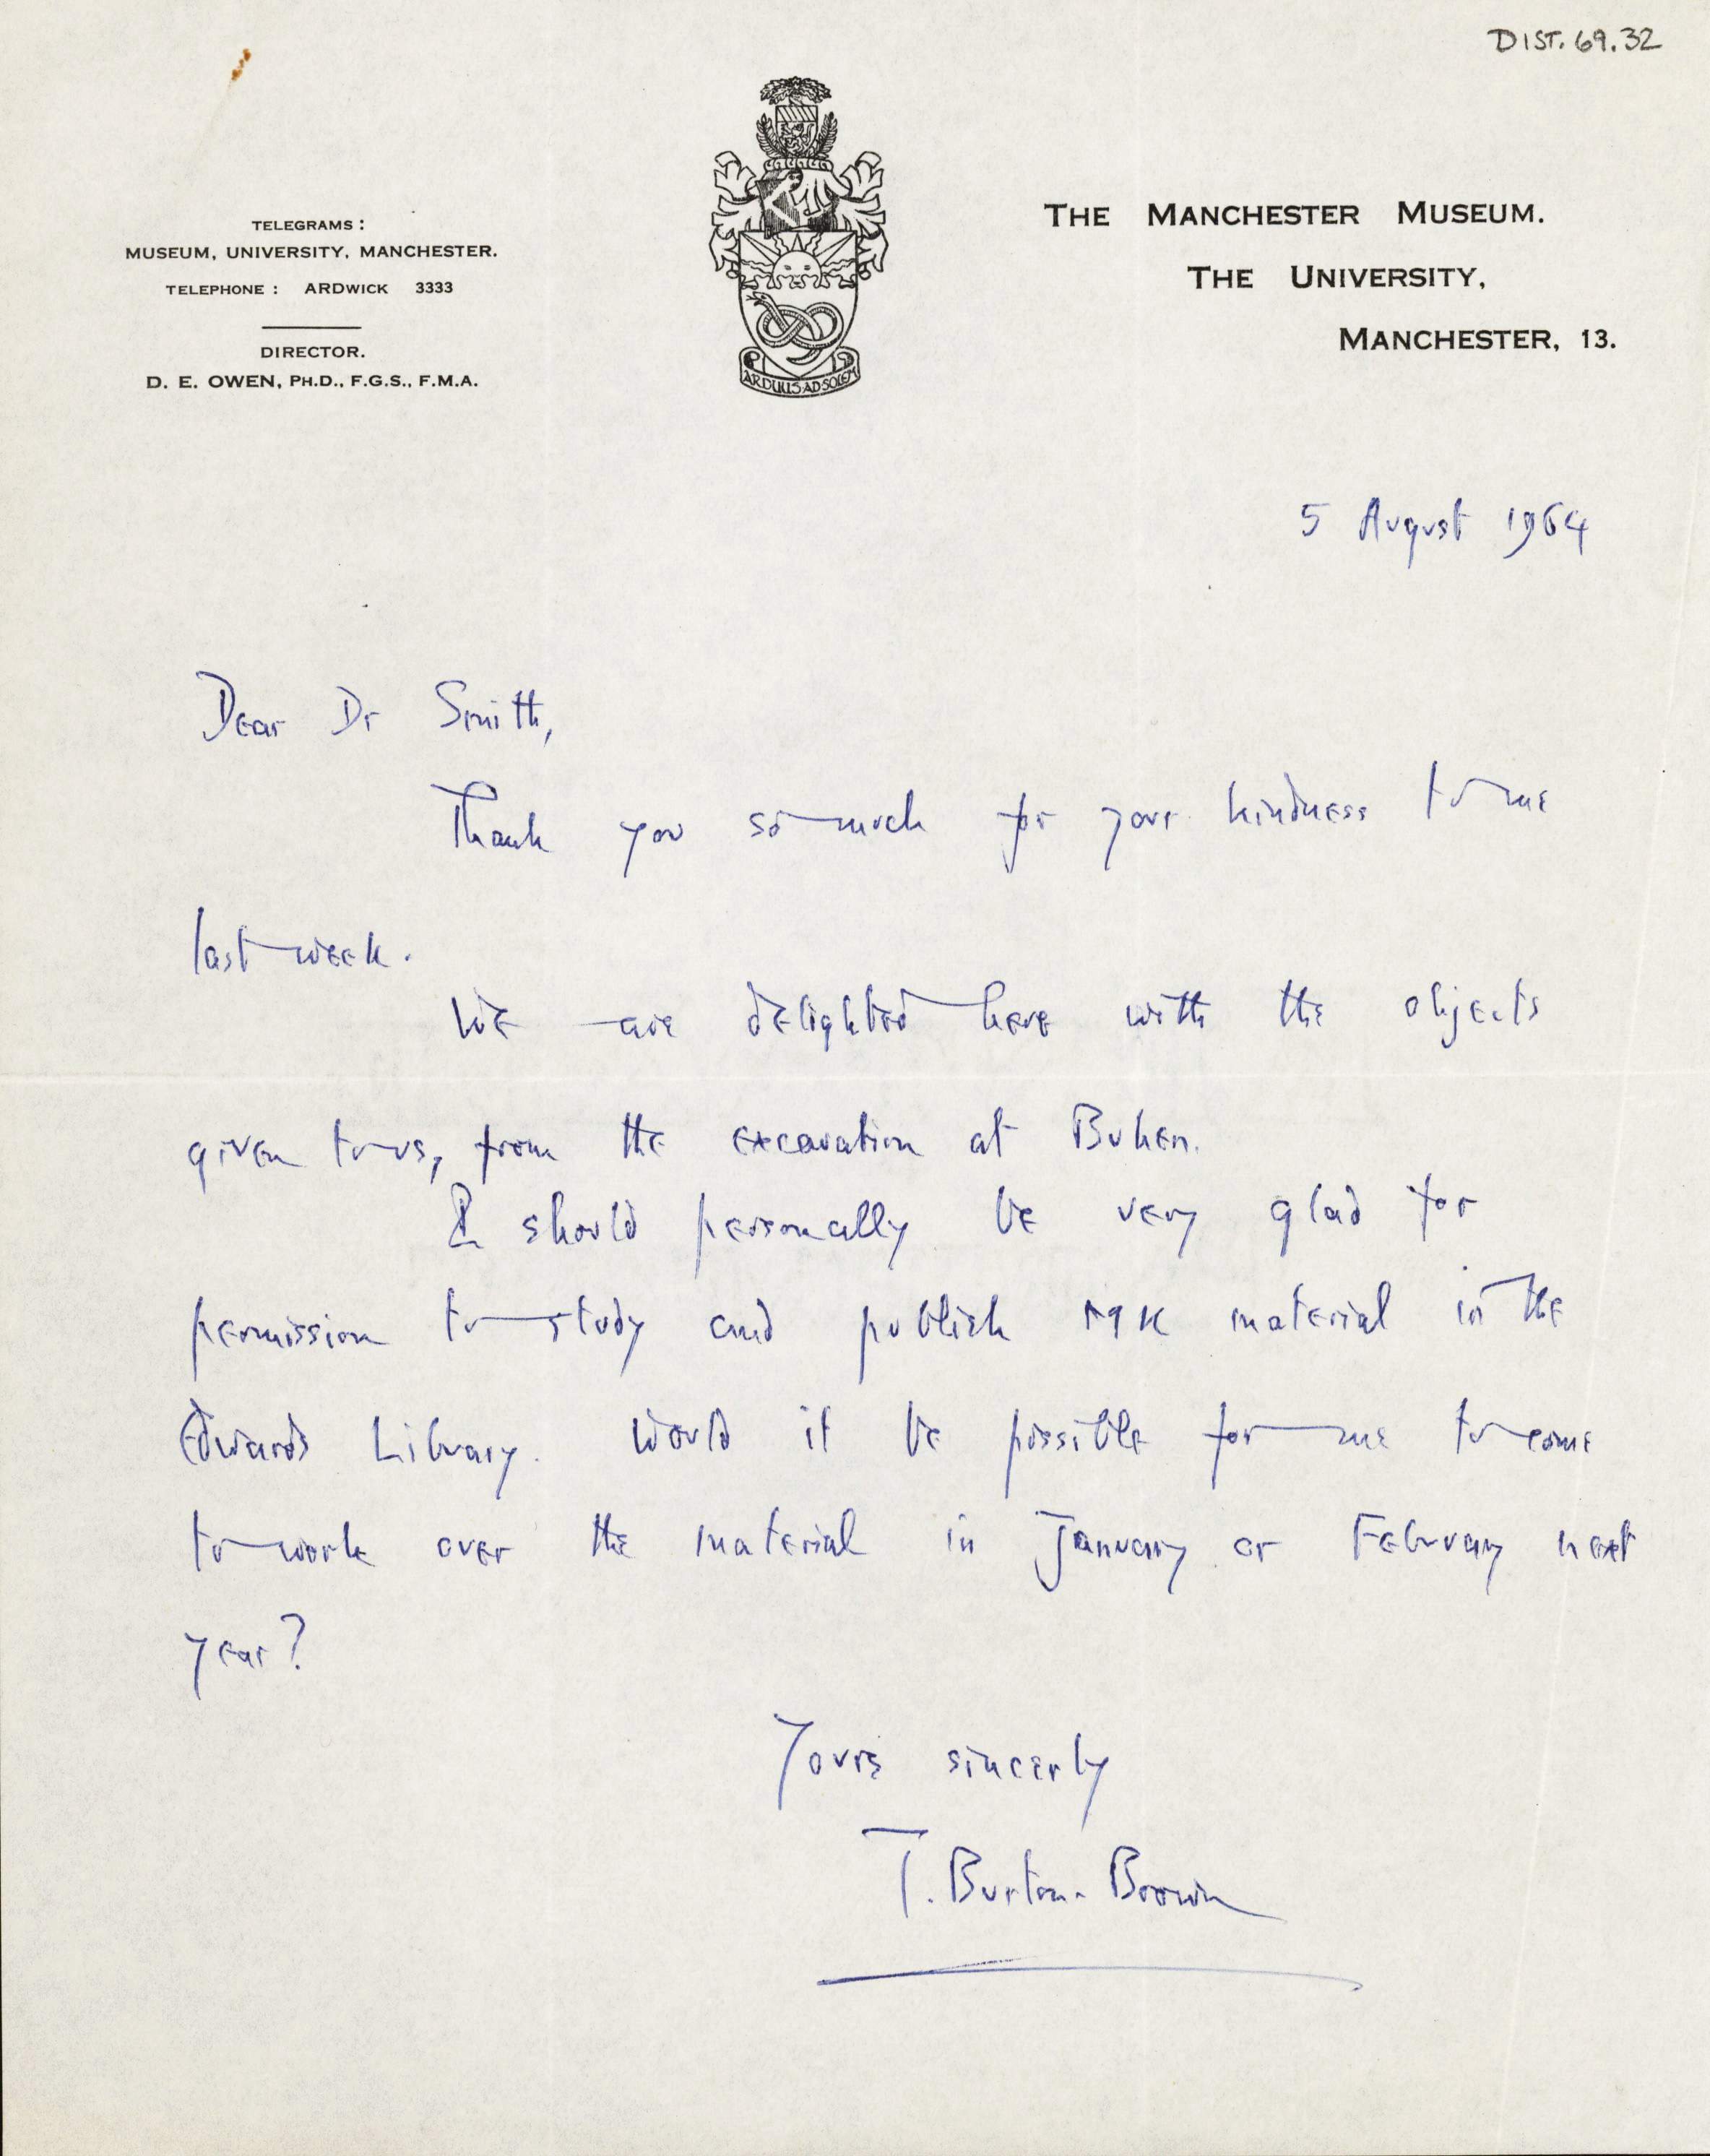 DIST.69.32
TELEGRAMS:
MUSEUM, UNIVERSITY, MANCHESTER.
TELEPHONE: ARDWICK 3333
DIRECTOR.
D. E. OWEN, PH.D., F.G.S., F.M.A.
ARDUUS AD SOLEM
THE MANCHESTER MUSEUM.
THE UNIVERSITY,
MANCHESTER, 13.
5 August 1964
Dear Dr Smith,
Thank you so much for your kindness to me
last week.
We are delighted here with the objects
given to us, from the excavation at Buhen.
I should personally be very glad for
permission to study and publish material in the
Edwards Library. Would it be possible for me to come
to work over the material in January or February next
year?
Yours sincerly
T. Burton-Brown